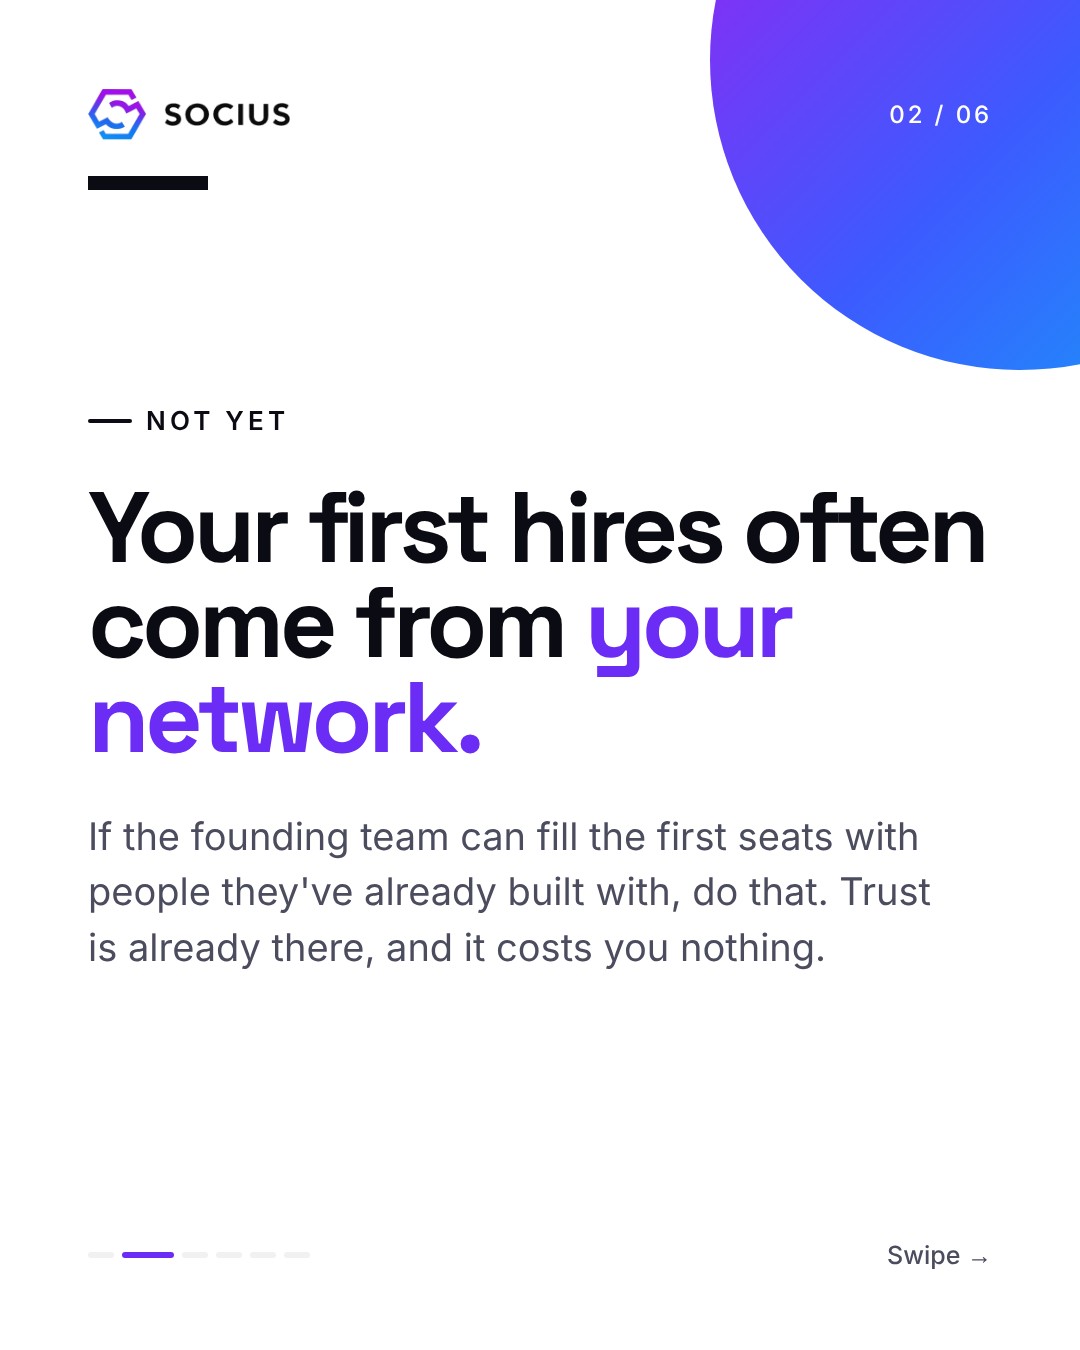 SOCIUS
02 / 06
NOT YET
Your first hires often
come from your
network.
If the founding team can fill the first seats with
people they've already built with, do that. Trust
is already there, and it costs you nothing.
Swipe →